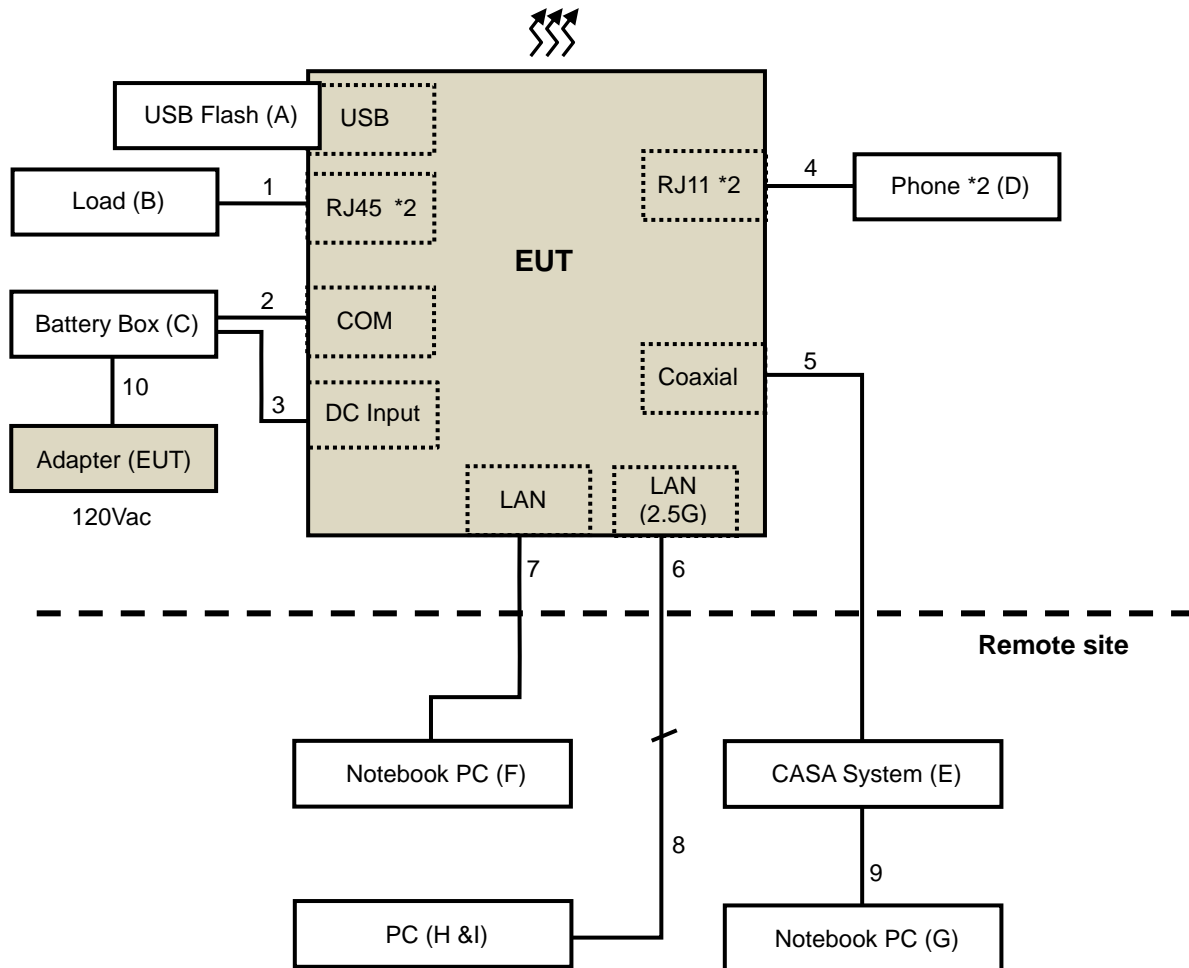 USB Flash (A)
USB
Load (B)
1
RJ45 *2
RJ11 *2
4
Phone *2 (D)
EUT
Battery Box (C)
2
COM
10
3
DC Input
Coaxial
5
Adapter (EUT)
120Vac
LAN
LAN
(2.5G)
7
6
Remote site
Notebook PC (F)
CASA System (E)
8
9
PC (H &I)
Notebook PC (G)